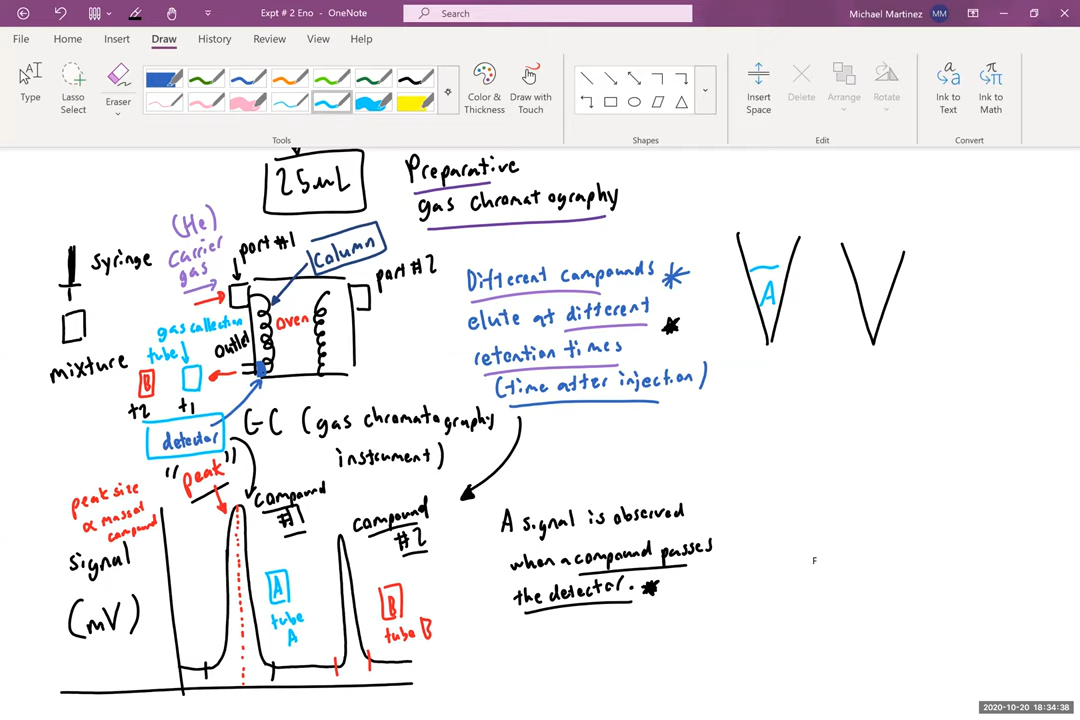 Expt # 2 Eno - OneNote
Search
Michael Martinez
MM
File
Home
Insert
Draw
History
Review
View
Help
Type
Lasso
Select
Eraser
Color &
Thickness
Draw with
Touch
Insert
Space
Delete
Arrange
Rotate
Ink to
Text
Ink to
Math
Tools
Shapes
Edit
Convert
25mL
Preparative
gas chromatography
(He)
carrier
gas
syringe
mixture
port #1
column
port #2
oven
outlet
gas collection
tube
B
t2
t1
detector
GC (gas chromatography
instrument)
Different compounds
elute at different
retention times
(time after injection)
A
"peak"
peak size
α mass of
compound
signal
(mV)
compound
#1
compound
#2
A
tube
A
B
tube B
A signal is observed
when a compound passes
the detector.
F
2020-10-20 18:34:38